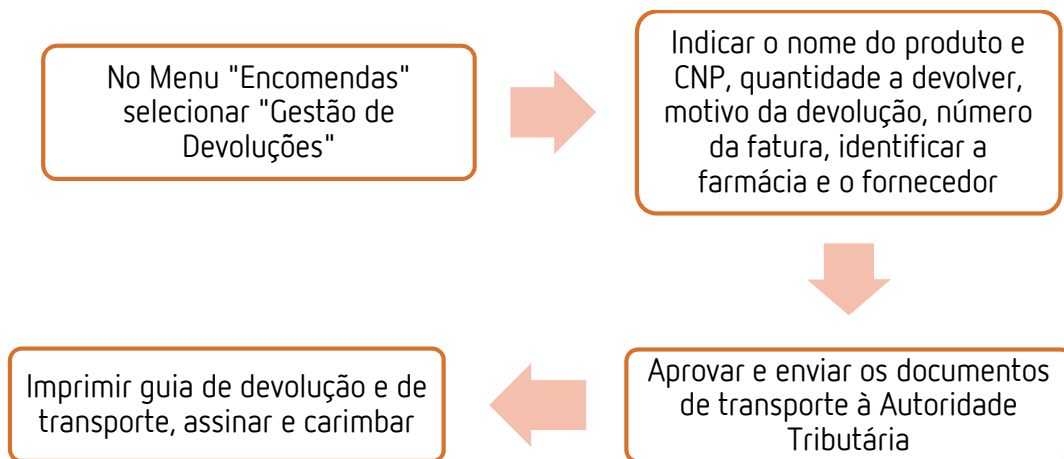 No Menu "Encomendas"
selecionar "Gestão de
Devoluções"
Indicar o nome do produto e
CNP, quantidade a devolver,
motivo da devolução, número
da fatura, identificar a
farmácia e o fornecedor
Aprovar e enviar os documentos
de transporte à Autoridade
Tributária
Imprimir guia de devolução e de
transporte, assinar e carimbar